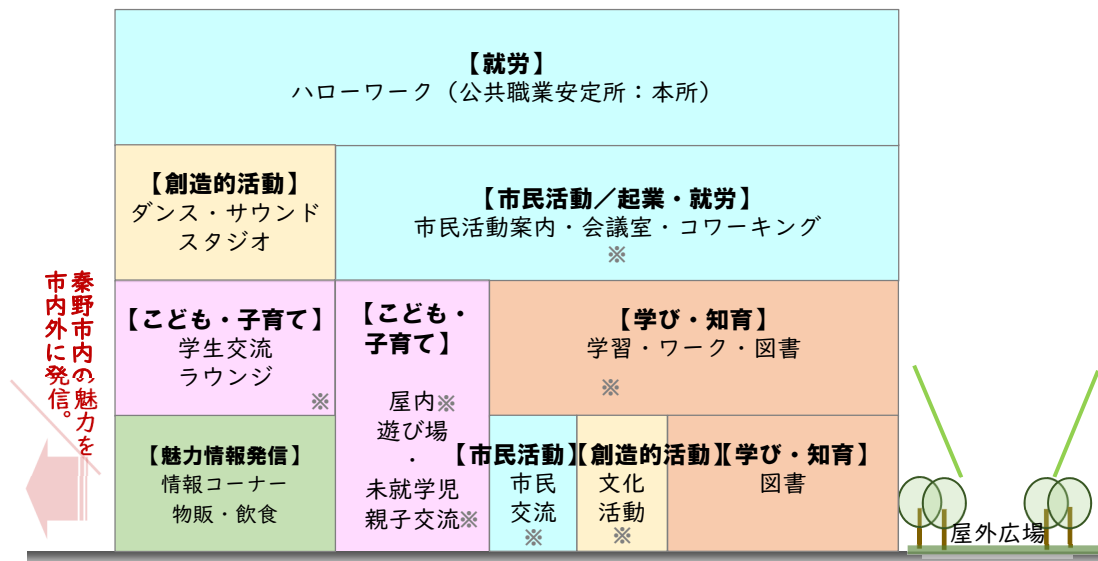 【就労】
ハローワーク（公共職業安定所：本所）
【創造的活動】
ダンス・サウンド
スタジオ
【市民活動／起業・就労】
市民活動案内・会議室・コワーキング
※
秦野市内の魅力を
市内外に発信。
【こども・子育て】
学生交流
ラウンジ
※
【こども・
子育て】
屋内※
遊び場
・
未就学児
親子交流※
【学び・知育】
学習・ワーク・図書
※
【魅力情報発信】
情報コーナー
物販・飲食
【市民活動】
市民
交流
※
【創造的活動】
文化
活動
※
【学び・知育】
図書
屋外広場